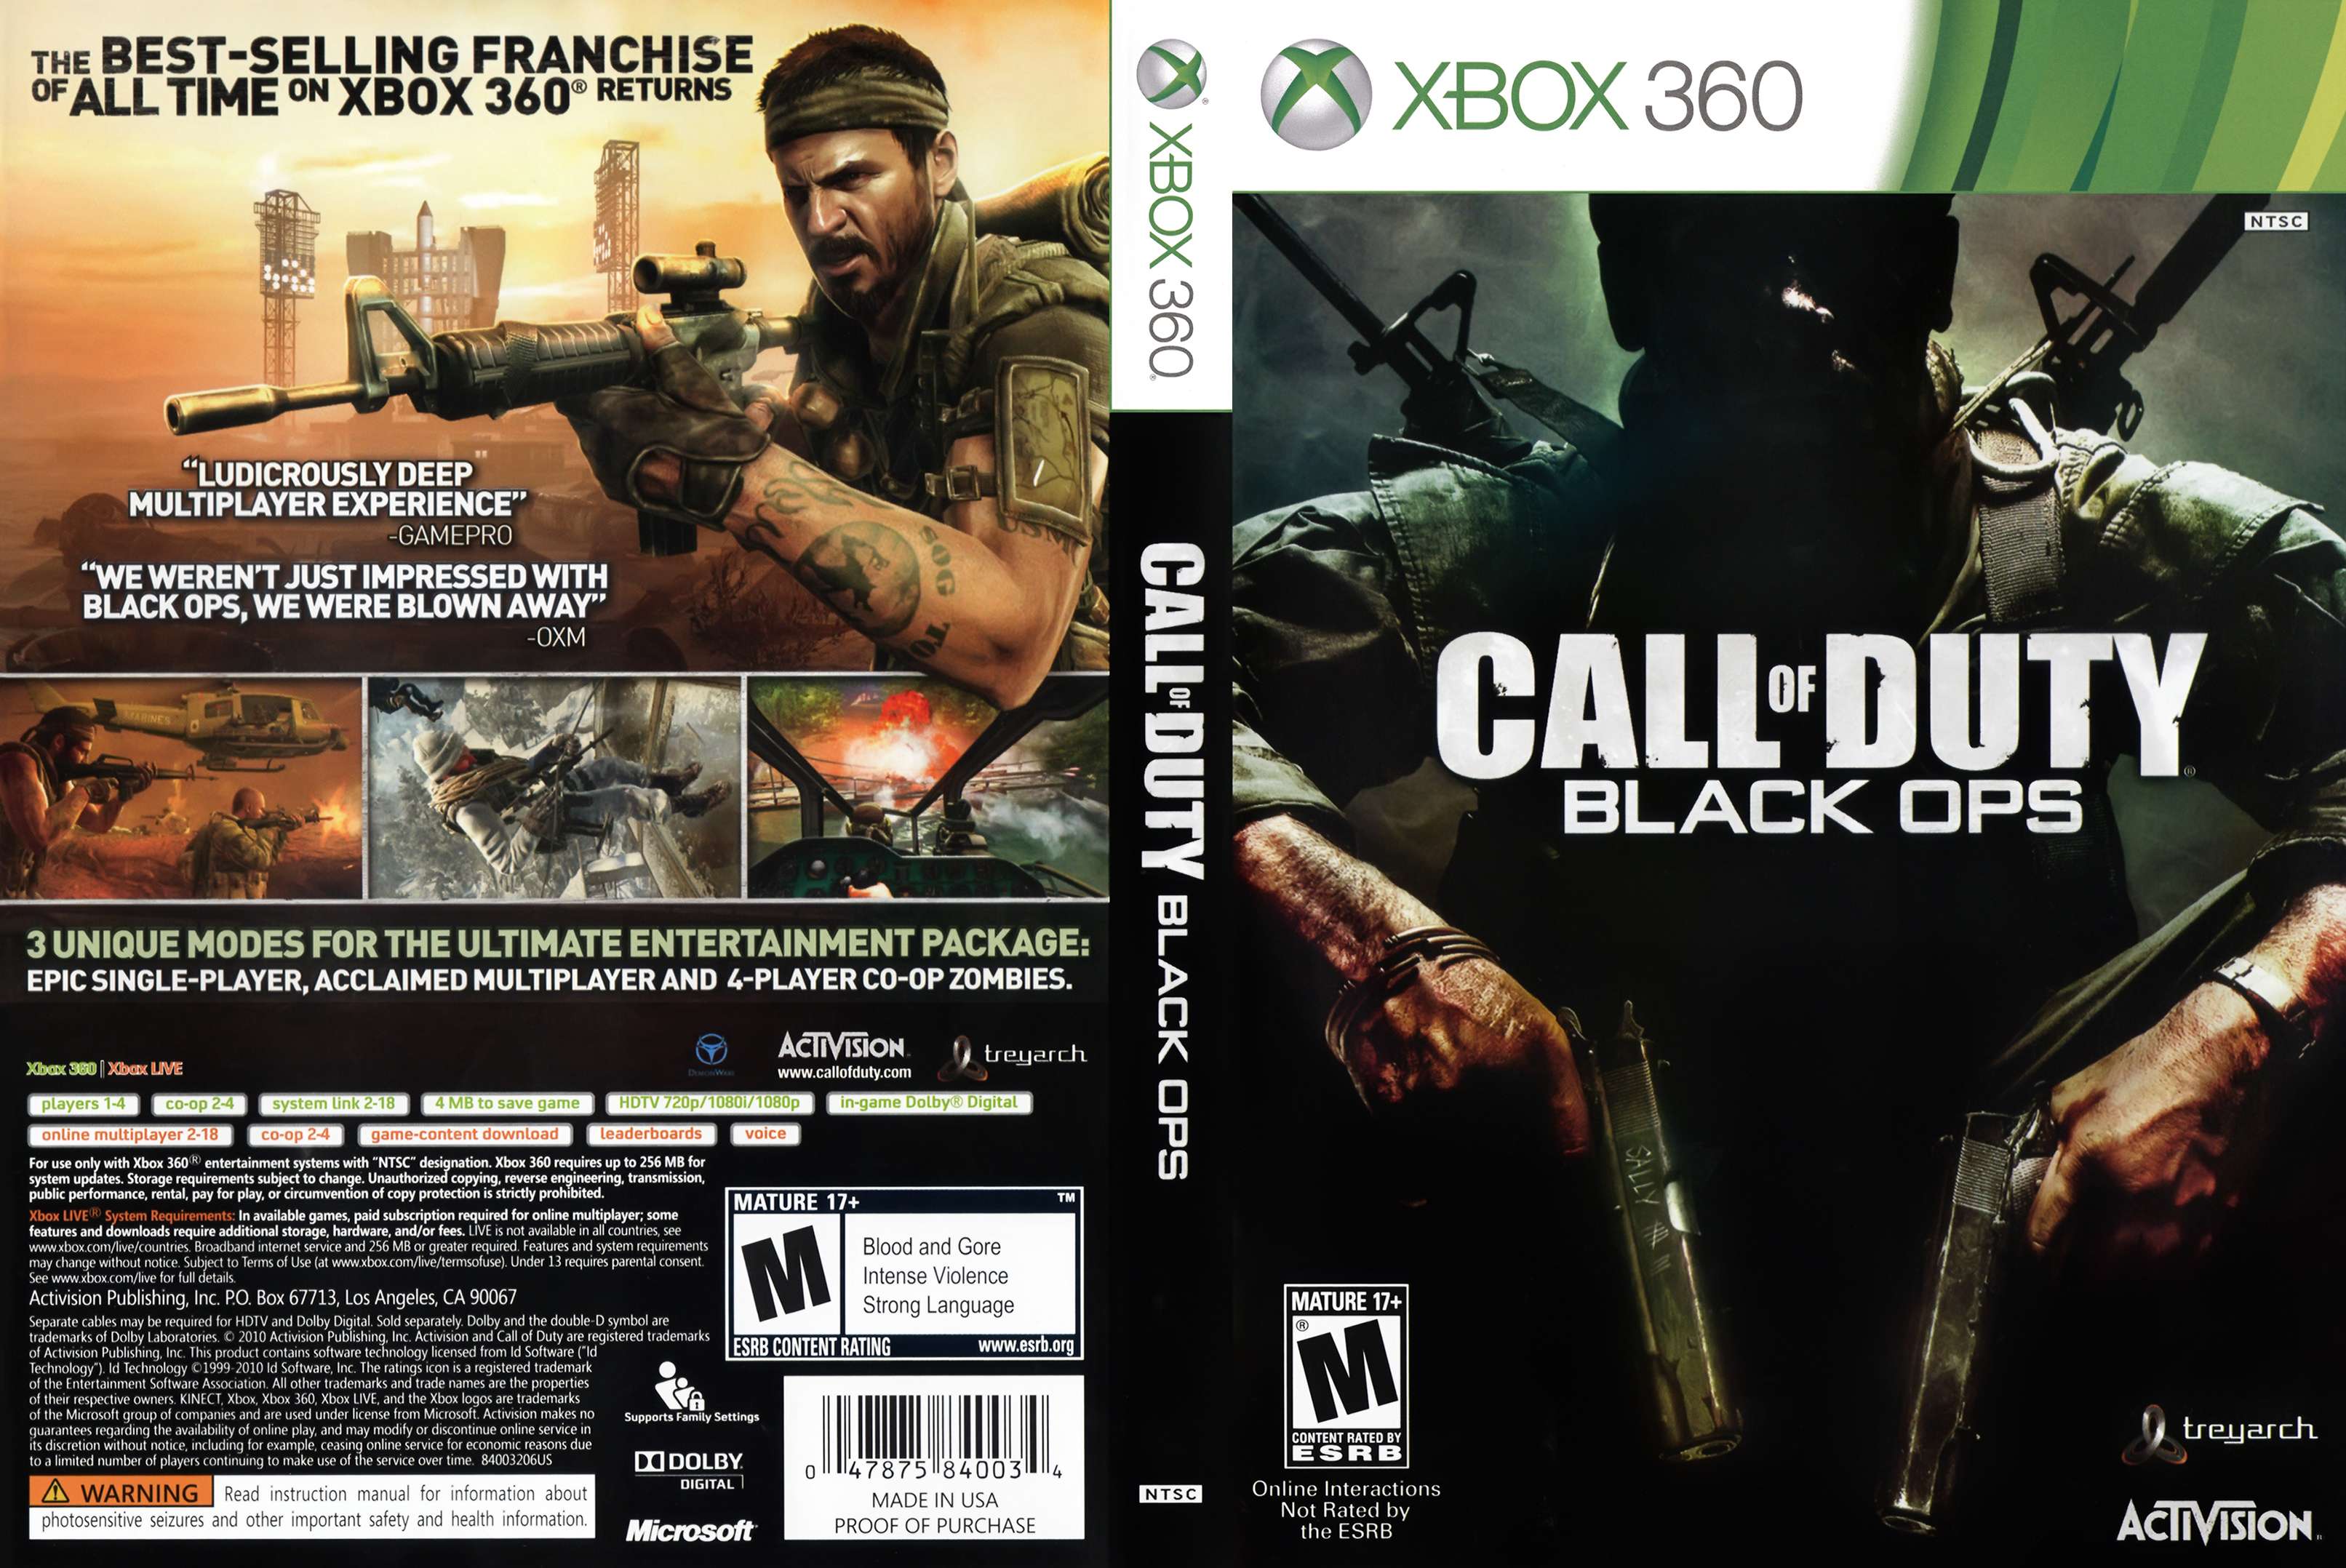 THE BEST-SELLING FRANCHISE
OF ALL TIME ON XBOX 360® RETURNS
“LUDICROUSLY DEEP
MULTIPLAYER EXPERIENCE”
-GAMEPRO
“WE WEREN’T JUST IMPRESSED WITH
BLACK OPS, WE WERE BLOWN AWAY”
-OXM
SOG
USMC
MARINES
3 UNIQUE MODES FOR THE ULTIMATE ENTERTAINMENT PACKAGE:
EPIC SINGLE-PLAYER, ACCLAIMED MULTIPLAYER AND 4-PLAYER CO-OP ZOMBIES.
Xbox 360 | Xbox LIVE
DEMONWARE
ACTIVISION
www.callofduty.com
treyarch
players 1-4
co-op 2-4
system link 2-18
4 MB to save game
HDTV 720p/1080i/1080p
in-game Dolby® Digital
online multiplayer 2-18
co-op 2-4
game-content download
leaderboards
voice
For use only with Xbox 360® entertainment systems with "NTSC" designation. Xbox 360 requires up to 256 MB for
system updates. Storage requirements subject to change. Unauthorized copying, reverse engineering, transmission,
public performance, rental, pay for play, or circumvention of copy protection is strictly prohibited.
Xbox LIVE® System Requirements: In available games, paid subscription required for online multiplayer; some
features and downloads require additional storage, hardware, and/or fees. LIVE is not available in all countries, see
www.xbox.com/live/countries. Broadband internet service and 256 MB or greater required. Features and system requirements
may change without notice. Subject to Terms of Use (at www.xbox.com/live/termsofuse). Under 13 requires parental consent.
See www.xbox.com/live for full details.
Activision Publishing, Inc. P.O. Box 67713, Los Angeles, CA 90067
Separate cables may be required for HDTV and Dolby Digital. Sold separately. Dolby and the double-D symbol are
trademarks of Dolby Laboratories. © 2010 Activision Publishing, Inc. Activision and Call of Duty are registered trademarks
of Activision Publishing, Inc. This product contains software technology licensed from Id Software ("Id
Technology"). Id Technology ©1999-2010 Id Software, Inc. The ratings icon is a registered trademark
of the Entertainment Software Association. All other trademarks and trade names are the properties
of their respective owners. KINECT, Xbox, Xbox 360, Xbox LIVE, and the Xbox logos are trademarks
of the Microsoft group of companies and are used under license from Microsoft. Activision makes no
guarantees regarding the availability of online play, and may modify or discontinue online service in
its discretion without notice, including for example, ceasing online service for economic reasons due
to a limited number of players continuing to make use of the service over time. 84003206US
WARNING Read instruction manual for information about
photosensitive seizures and other important safety and health information.
MATURE 17+ ™
M
Blood and Gore
Intense Violence
Strong Language
ESRB CONTENT RATING www.esrb.org
Supports Family Settings
DOLBY
DIGITAL
Microsoft
0 47875 84003 4
MADE IN USA
PROOF OF PURCHASE
XBOX 360®
CALL OF DUTY BLACK OPS
NTSC
XBOX 360
NTSC
CALL OF DUTY®
BLACK OPS
SALLY
MATURE 17+
®
M
CONTENT RATED BY
ESRB
Online Interactions
Not Rated by
the ESRB
treyarch
ACTIVISION